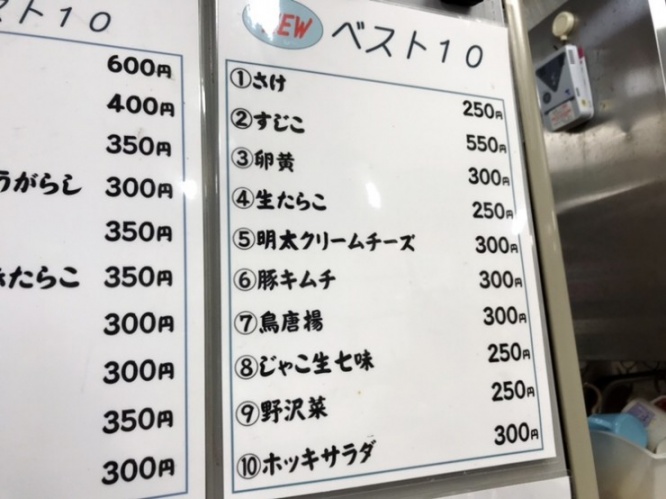 スト１０
600円
400円
350円
うがらし 300円
350円
たらこ 350円
300円
300円
350円
300円
NEW ベスト１０
①さけ 250円
②すじこ 550円
③卵黄 300円
④生たらこ 250円
⑤明太クリームチーズ 300円
⑥豚キムチ 300円
⑦鳥唐揚 300円
⑧じゃこ生七味 250円
⑨野沢菜 250円
⑩ホッキサラダ 300円